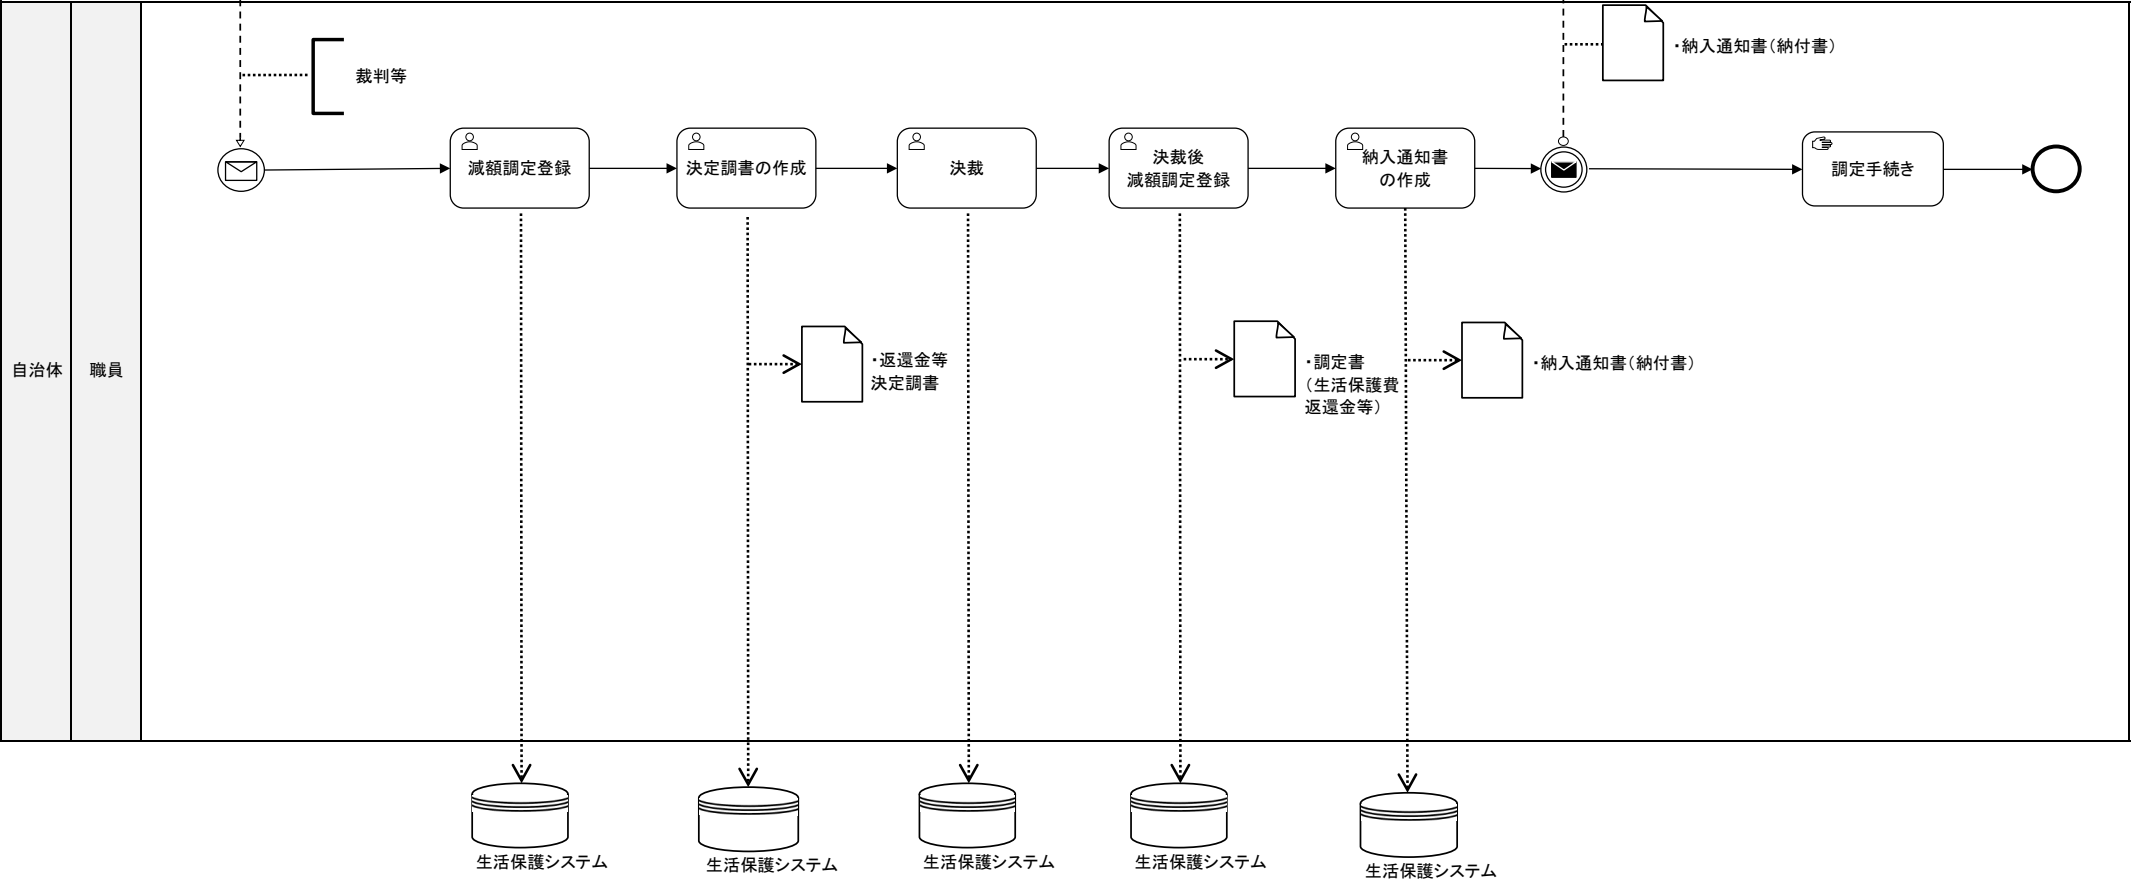 ・納入通知書（納付書）
裁判等
減額調定登録
決定調書の作成
決裁
決裁後
減額調定登録
納入通知書
の作成
調定手続き
自治体
職員
・返還金等
決定調書
・調定書
（生活保護費
返還金等）
・納入通知書（納付書）
生活保護システム
生活保護システム
生活保護システム
生活保護システム
生活保護システム